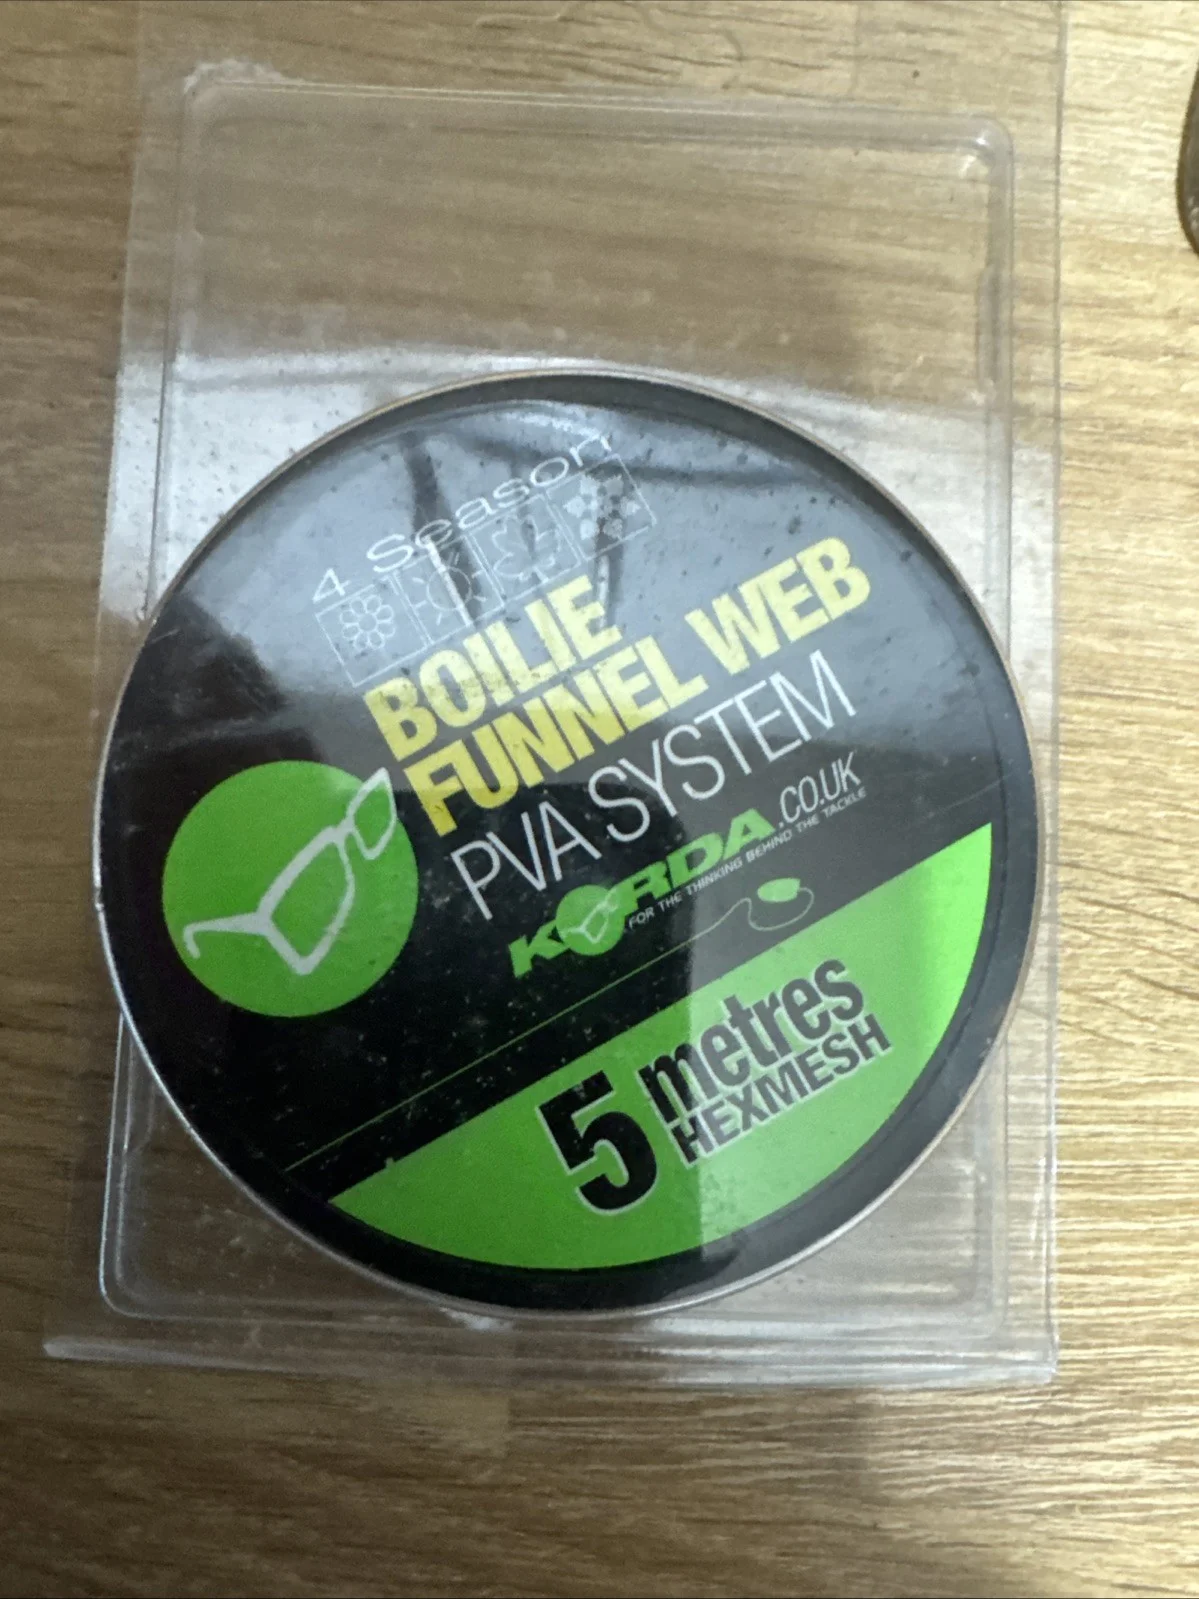 4 Season
BOILIE
FUNNEL WEB
PVA SYSTEM
KORDA.CO.UK
...FOR THE THINKING BEHIND THE TACKLE
5 metres
HEXMESH